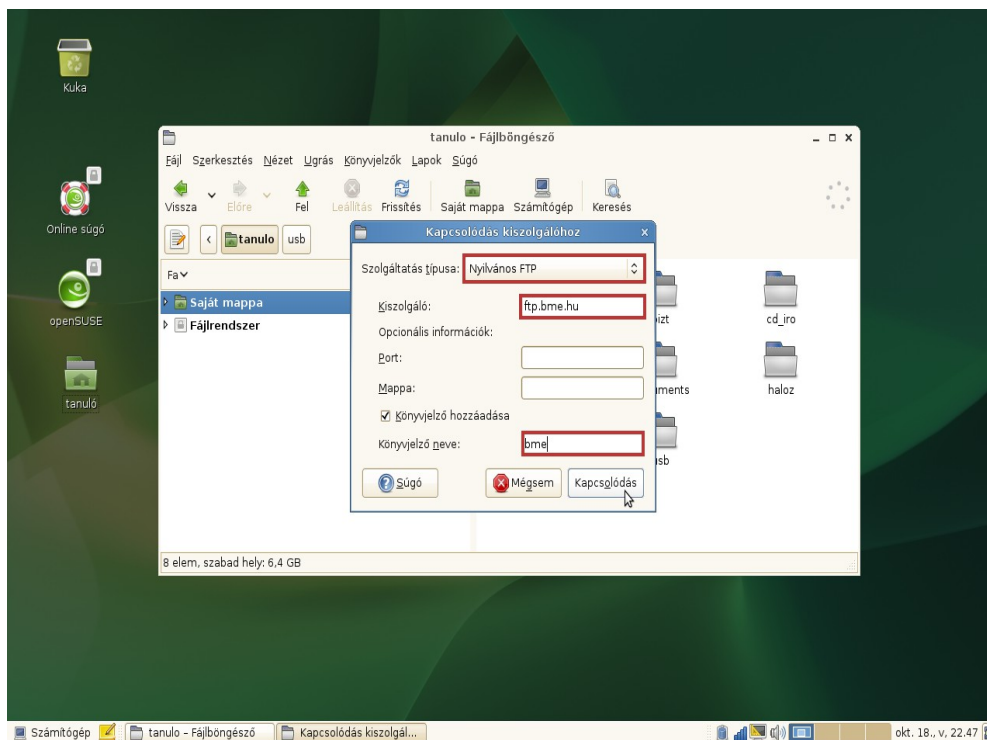 Kuka
Online súgó
openSUSE
tanuló
tanulo - Fájlböngésző
Fájl Szerkesztés Nézet Ugrás Könyvjelzők Lapok Súgó
Vissza Előre Fel Leállítás Frissítés Saját mappa Számítógép Keresés
tanulo usb
Fa
Saját mappa
Fájlrendszer
Kapcsolódás kiszolgálóhoz
Szolgáltatás típusa: Nyilvános FTP
Kiszolgáló: ftp.bme.hu
Opcionális információk:
Port:
Mappa:
Könyvjelző hozzáadása
Könyvjelző neve: bme
Súgó Mégsem Kapcsolódás
cd_iro
haloz
8 elem, szabad hely: 6,4 GB
Számítógép tanulo - Fájlböngésző Kapcsolódás kiszolgál... okt. 18., v, 22.47